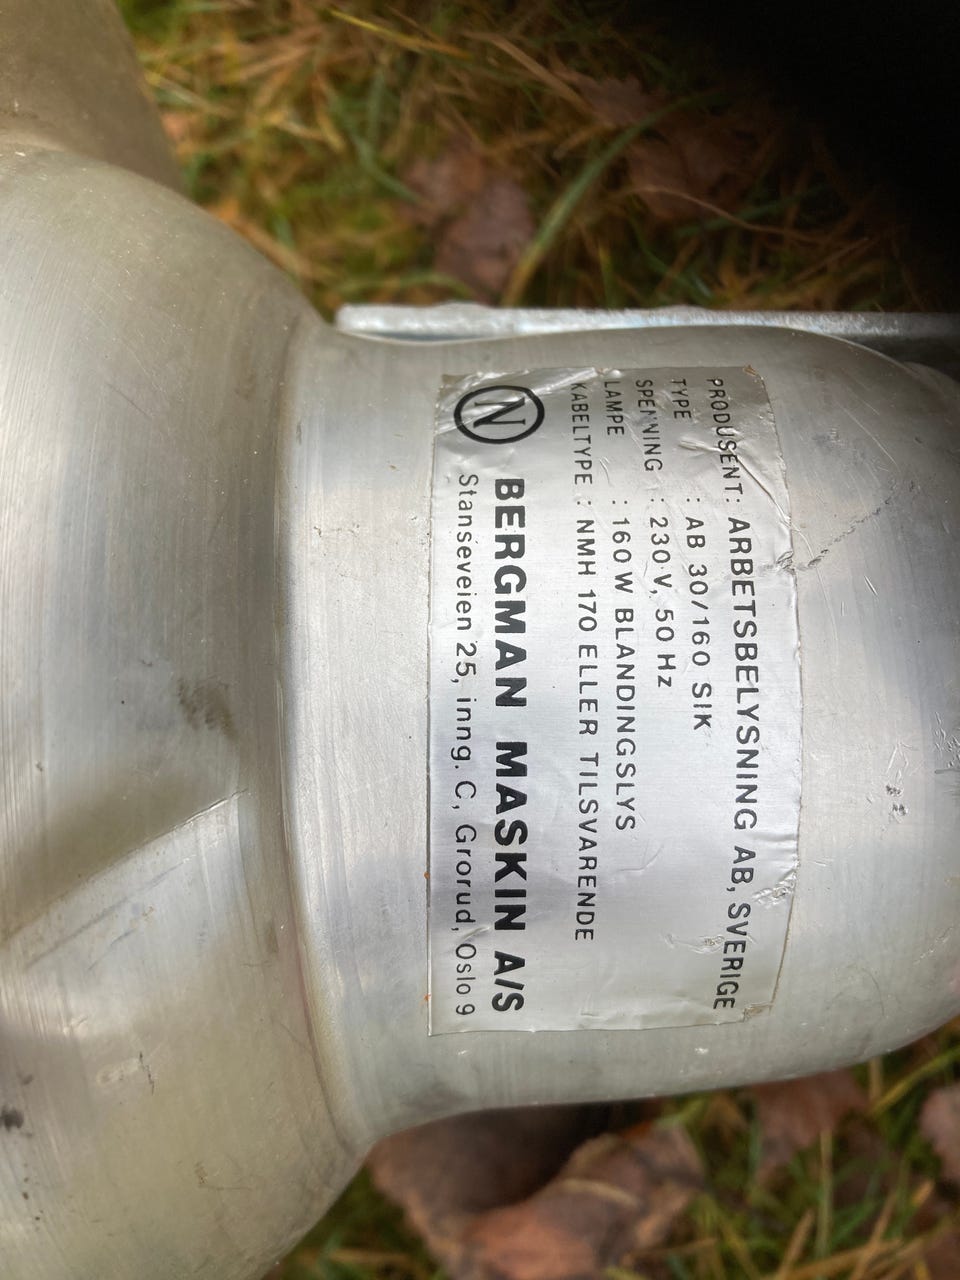 PRODUSENT: ARBETSBELYSNING AB, SVERIGE
TYPE : AB 30/160 SIK
SPENNING : 230 V, 50 Hz
LAMPE : 160 W BLANDINGSLYS
KABELTYPE : NMH 170 ELLER TILSVARENDE
N BERGMAN MASKIN A/S
Stanseveien 25, inng. C, Grorud, Oslo 9